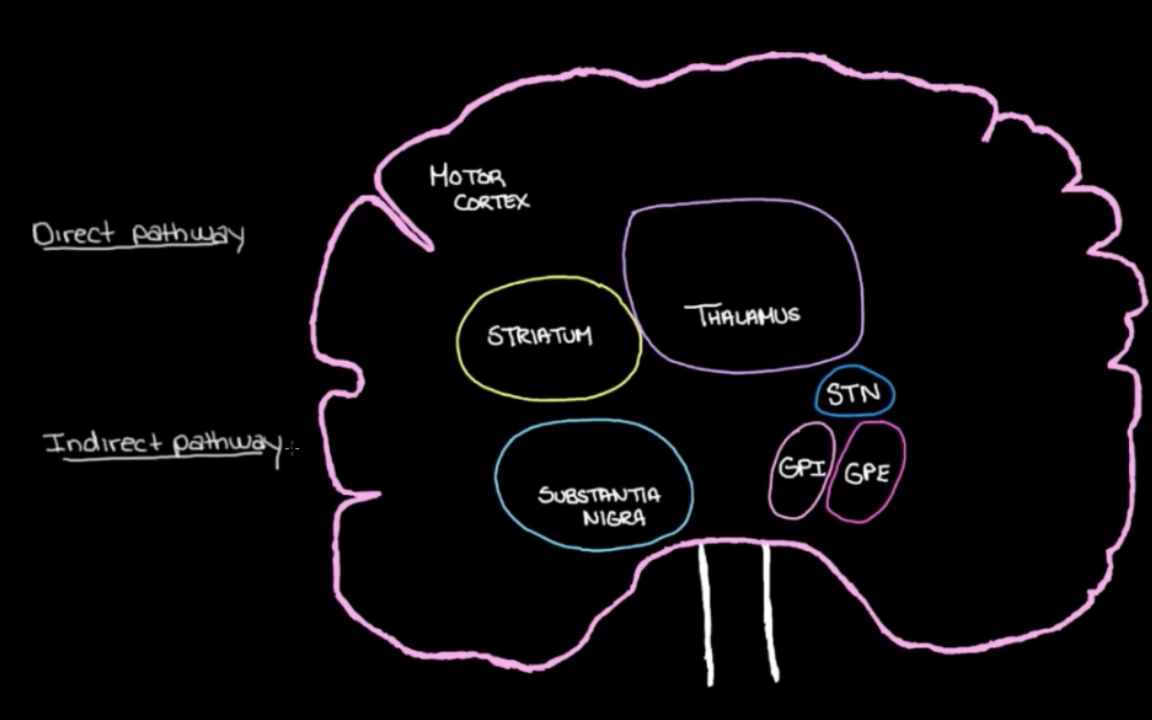 MOTOR
CORTEX
Direct pathway
THALAMUS
STRIATUM
STN
Indirect pathway
GPI
GPE
SUBSTANTIA
NIGRA